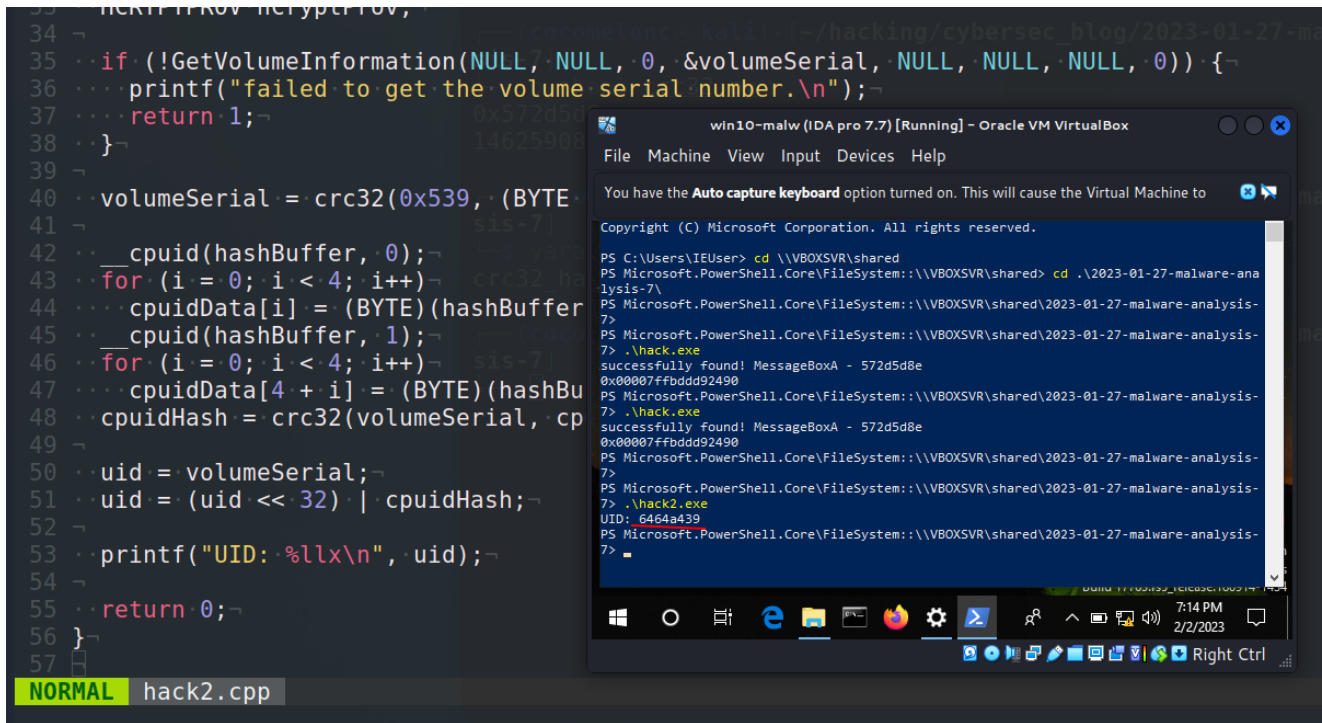 33   HCRYPTPROV hCryptProv;
34
35   if (!GetVolumeInformation(NULL, NULL, 0, &volumeSerial, NULL, NULL, NULL, 0)) {
36     printf("failed to get the volume serial number.\n");
37     return 1;
38   }
39
40   volumeSerial = crc32(0x539, (BYTE
41
42   __cpuid(hashBuffer, 0);
43   for (i = 0; i < 4; i++)
44     cpuidData[i] = (BYTE)(hashBuffer
45   __cpuid(hashBuffer, 1);
46   for (i = 0; i < 4; i++)
47     cpuidData[4 + i] = (BYTE)(hashBu
48   cpuidHash = crc32(volumeSerial, cp
49
50   uid = volumeSerial;
51   uid = (uid << 32) | cpuidHash;
52
53   printf("UID: %llx\n", uid);
54
55   return 0;
56 }
57
NORMAL hack2.cpp
win10-malw (IDA pro 7.7) [Running] - Oracle VM VirtualBox
File Machine View Input Devices Help
You have the Auto capture keyboard option turned on. This will cause the Virtual Machine to
Copyright (C) Microsoft Corporation. All rights reserved.
PS C:\Users\IEUser> cd \\VBOXSVR\shared
PS Microsoft.PowerShell.Core\FileSystem::\\VBOXSVR\shared> cd .\2023-01-27-malware-ana
lysis-7\
PS Microsoft.PowerShell.Core\FileSystem::\\VBOXSVR\shared\2023-01-27-malware-analysis-
7>
PS Microsoft.PowerShell.Core\FileSystem::\\VBOXSVR\shared\2023-01-27-malware-analysis-
7> .\hack.exe
successfully found! MessageBoxA - 572d5d8e
0x00007ffbddd92490
PS Microsoft.PowerShell.Core\FileSystem::\\VBOXSVR\shared\2023-01-27-malware-analysis-
7> .\hack.exe
successfully found! MessageBoxA - 572d5d8e
0x00007ffbddd92490
PS Microsoft.PowerShell.Core\FileSystem::\\VBOXSVR\shared\2023-01-27-malware-analysis-
7>
PS Microsoft.PowerShell.Core\FileSystem::\\VBOXSVR\shared\2023-01-27-malware-analysis-
7> .\hack2.exe
UID: 6464a439
PS Microsoft.PowerShell.Core\FileSystem::\\VBOXSVR\shared\2023-01-27-malware-analysis-
7>
7:14 PM
2/2/2023
Right Ctrl